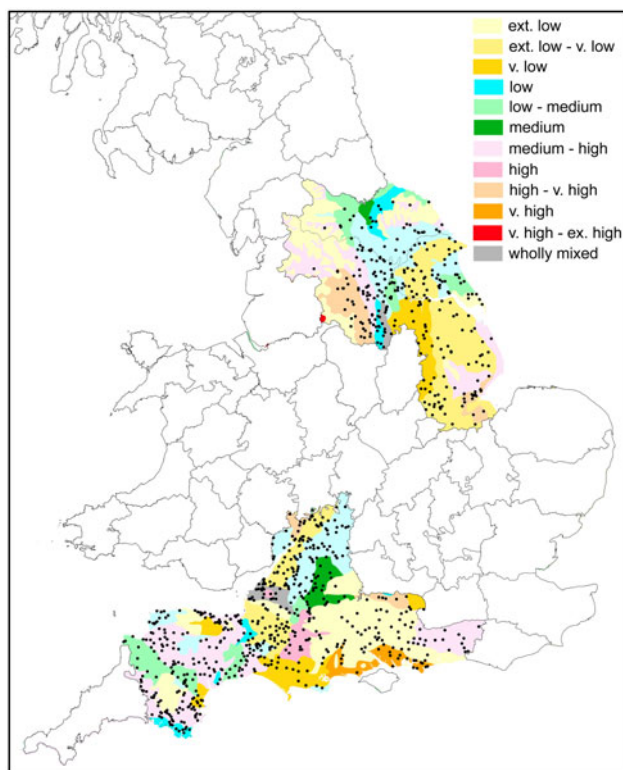 ext. low
ext. low - v. low
v. low
low
low - medium
medium
medium - high
high
high - v. high
v. high
v. high - ex. high
wholly mixed